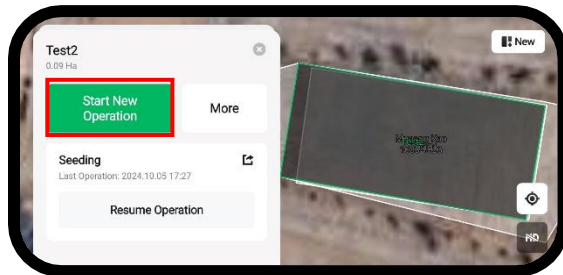 Test2
0.09 Ha
Start New
Operation
More
Seeding
Last Operation: 2024.10.05 17:27
Resume Operation
New